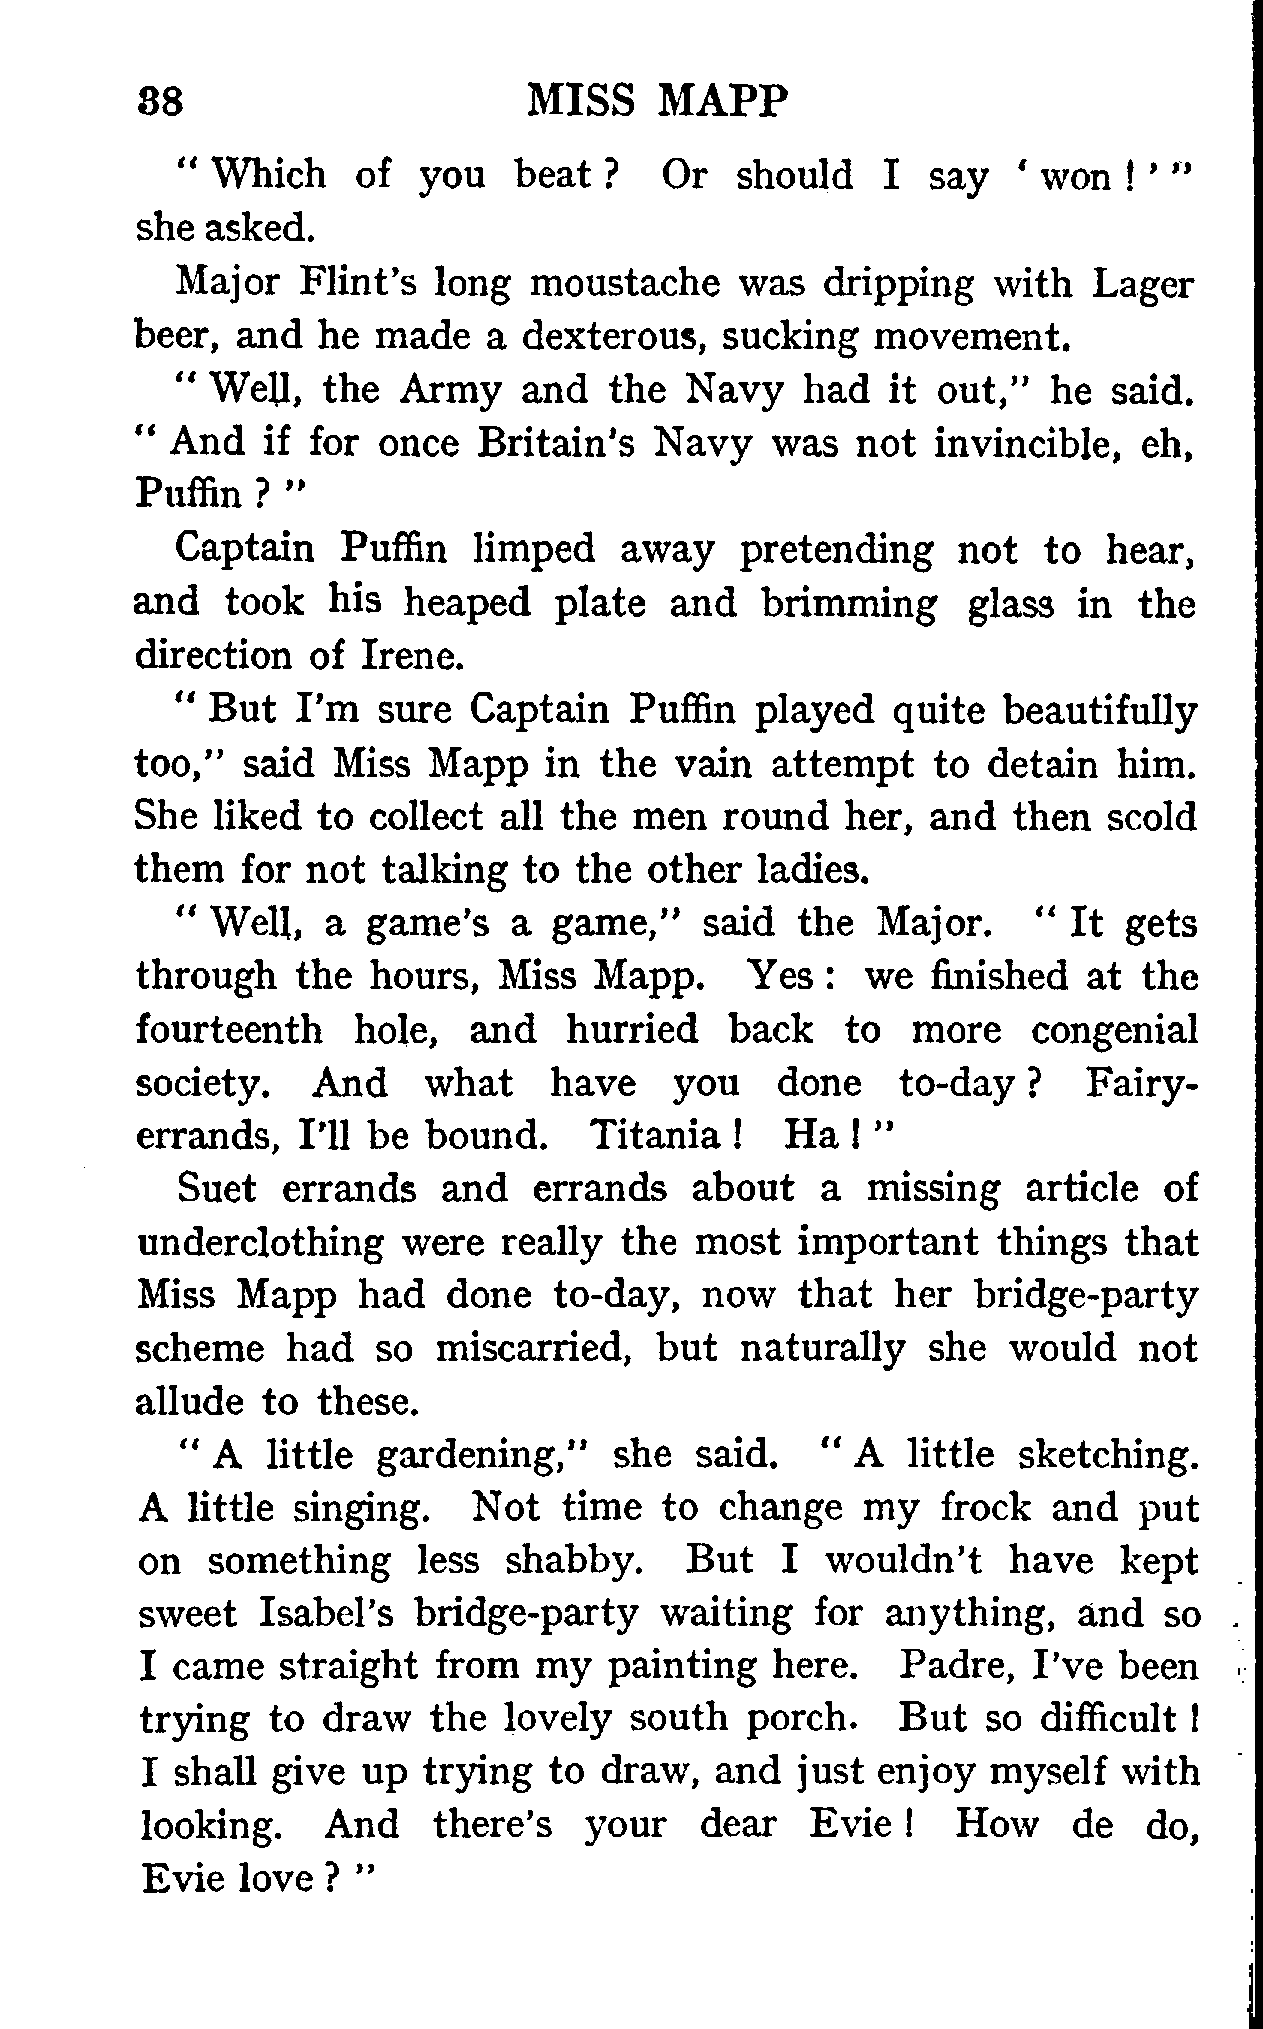 38 MISS MAPP
" Which of you beat ? Or should I say ' won ! ' "
she asked.
Major Flint's long moustache was dripping with Lager
beer, and he made a dexterous, sucking movement.
" Well, the Army and the Navy had it out," he said.
" And if for once Britain's Navy was not invincible, eh,
Puffin ? "
Captain Puffin limped away pretending not to hear,
and took his heaped plate and brimming glass in the
direction of Irene.
" But I'm sure Captain Puffin played quite beautifully
too," said Miss Mapp in the vain attempt to detain him.
She liked to collect all the men round her, and then scold
them for not talking to the other ladies.
" Well, a game's a game," said the Major. " It gets
through the hours, Miss Mapp. Yes : we finished at the
fourteenth hole, and hurried back to more congenial
society. And what have you done to-day ? Fairy-
errands, I'll be bound. Titania ! Ha ! "
Suet errands and errands about a missing article of
underclothing were really the most important things that
Miss Mapp had done to-day, now that her bridge-party
scheme had so miscarried, but naturally she would not
allude to these.
" A little gardening," she said. " A little sketching.
A little singing. Not time to change my frock and put
on something less shabby. But I wouldn't have kept
sweet Isabel's bridge-party waiting for anything, and so
I came straight from my painting here. Padre, I've been
trying to draw the lovely south porch. But so difficult !
I shall give up trying to draw, and just enjoy myself with
looking. And there's your dear Evie ! How de do,
Evie love ? "